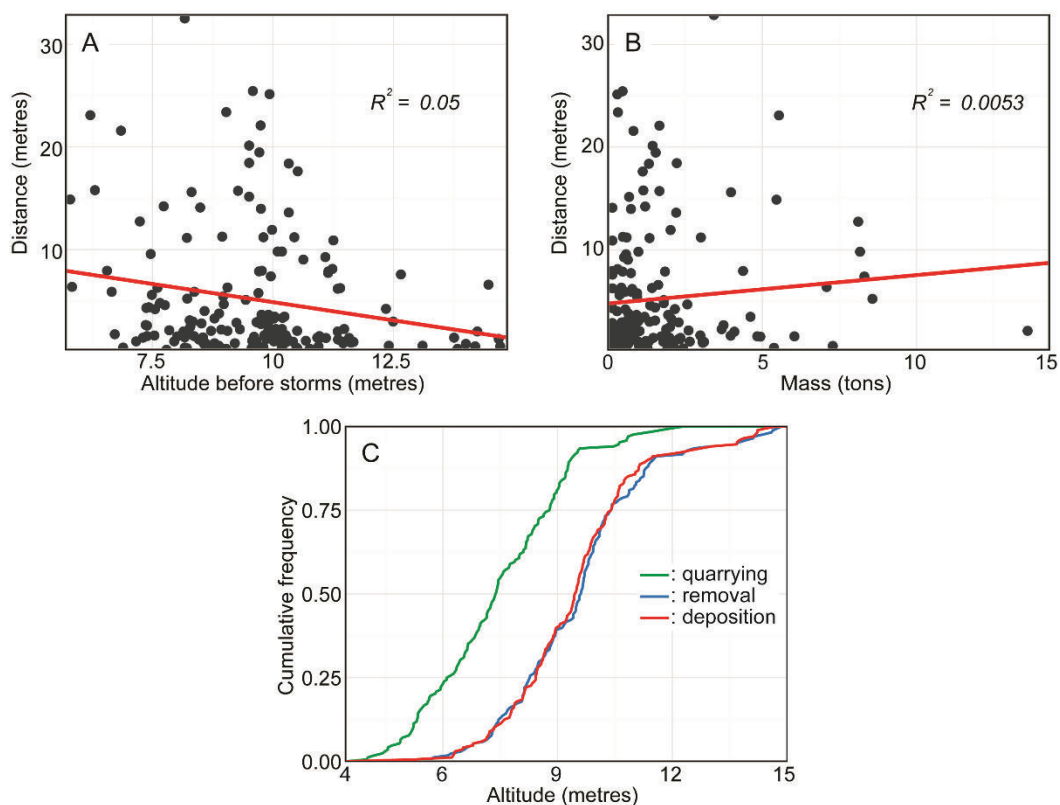 A
R² = 0.05
30
20
10
Distance (metres)
7.5
10
12.5
Altitude before storms (metres)
B
R² = 0.0053
30
20
10
Distance (metres)
0
5
10
15
Mass (tons)
C
1.00
0.75
0.50
0.25
0.00
Cumulative frequency
: quarrying
: removal
: deposition
4
6
9
12
15
Altitude (metres)